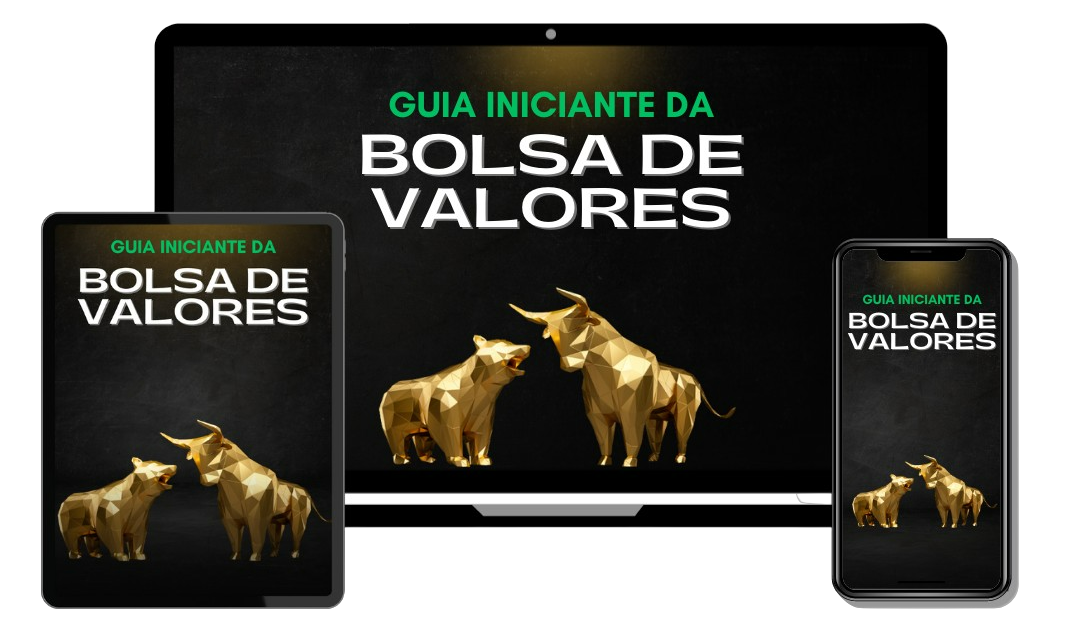 GUIA INICIANTE DA
BOLSA DE
VALORES
GUIA INICIANTE DA
BOLSA DE
VALORES
GUIA INICIANTE DA
BOLSA DE
VALORES